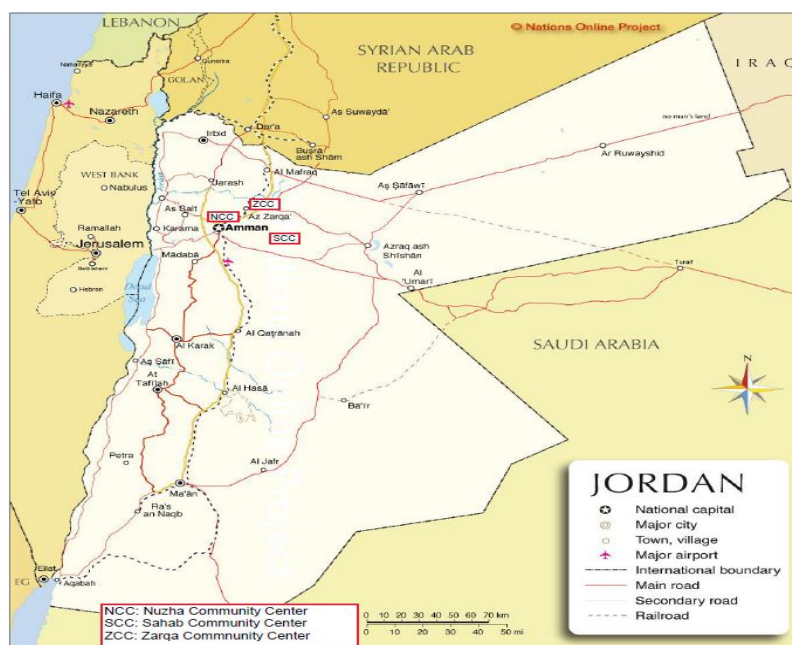 LEBANON
© Nations Online Project
SYRIAN ARAB
REPUBLIC
GOLAN
IRAQ
Haifa
Nazareth
As Suwaydā'
no man's land
Dar'a
Irbid
Buşrá
ash Shām
Ar Ruwayshid
WEST BANK
Al Mafraq
Nabulus
Jarash
Aş Şafāwī
Tel Aviv
-Yafo
ZCC
As Salt
NCC
Az Zarqa'
Ramallah
Karama
Amman
SCC
Jerusalem
Azraq ash
Shīshān
Bethlehem
Mādabā
Turaif
Hebron
Dead
Sea
Al
'Umarī
Al Qaţrānah
SAUDI ARABIA
Al Karak
N
Aş Şāfī
At
Tafilah
Al Hasā
Ba'ir
Petra
Al Jafr
Ma'ān
Ra's
an Naqb
JORDAN
National capital
Major city
Town, village
Major airport
International boundary
Main road
Secondary road
Railroad
EG
Eilat
Aqabah
NCC: Nuzha Community Center
SCC: Sahab Community Center
ZCC: Zarqa Commnunity Center
0 10 20 30 40 50 60 70 km
0 10 20 30 40 50 mi